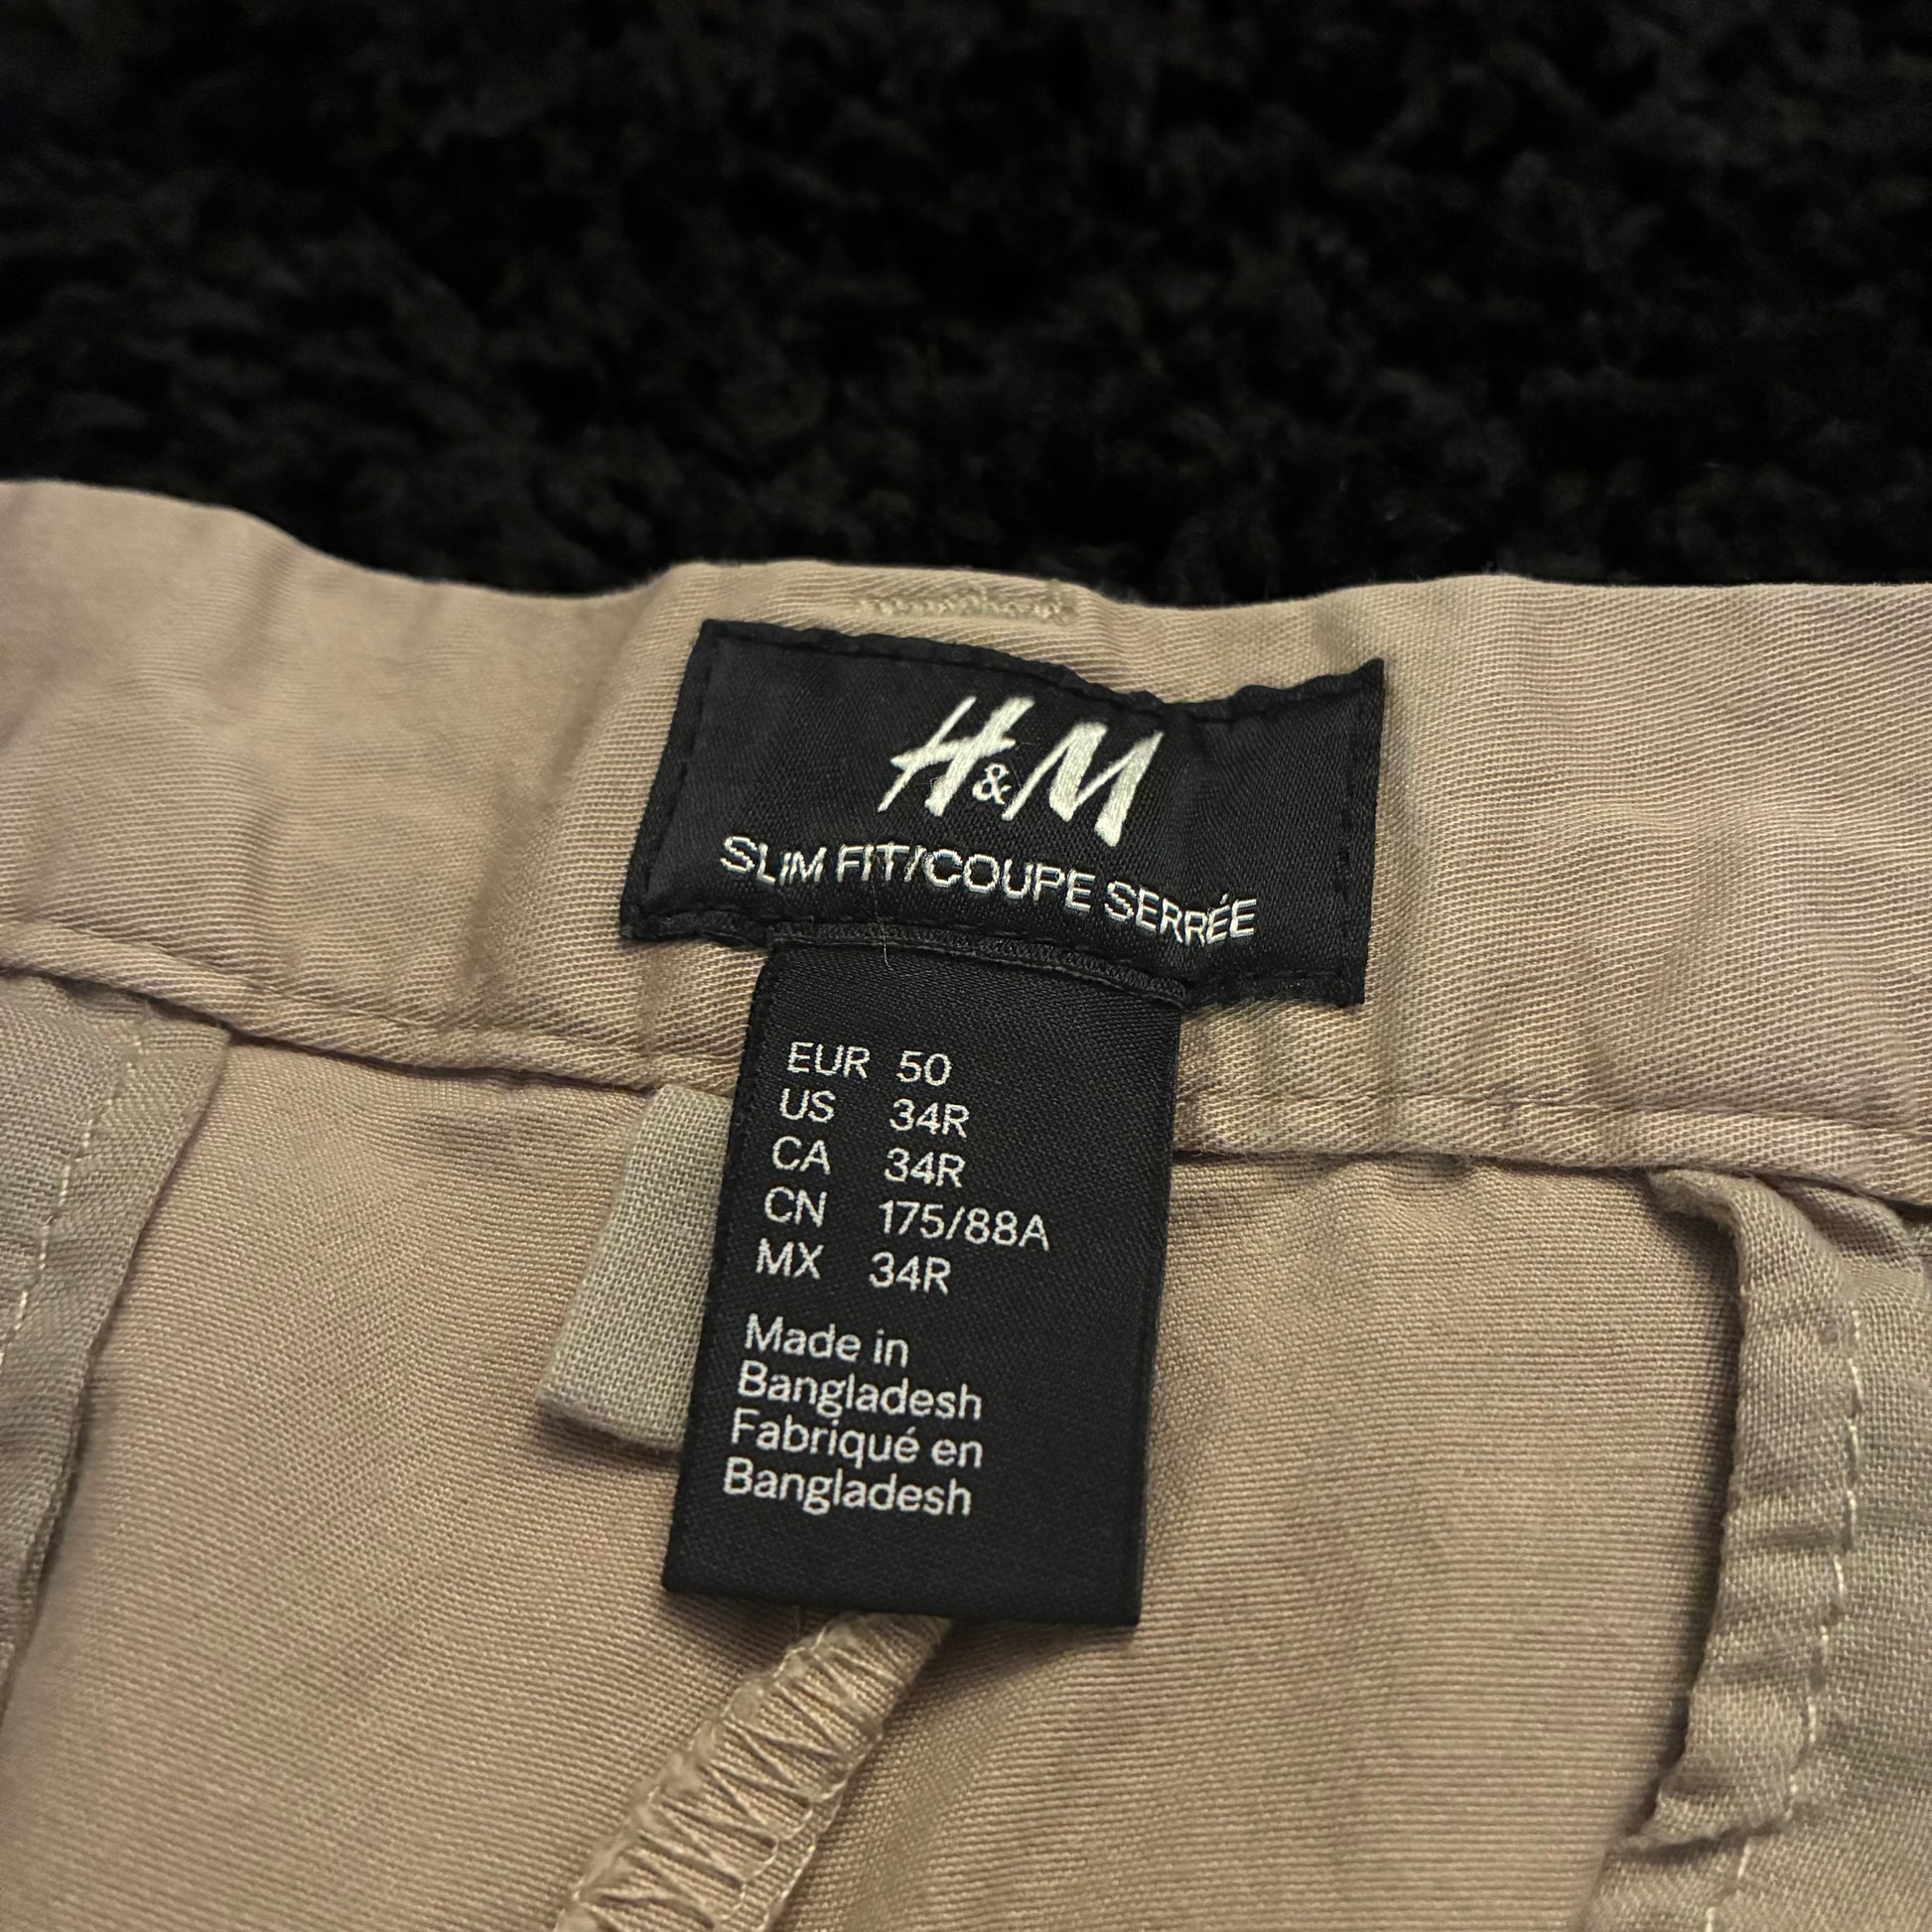 H&M
SLIM FIT/COUPE SERRÉE
EUR 50
US 34R
CA 34R
CN 175/88A
MX 34R
Made in
Bangladesh
Fabriqué en
Bangladesh